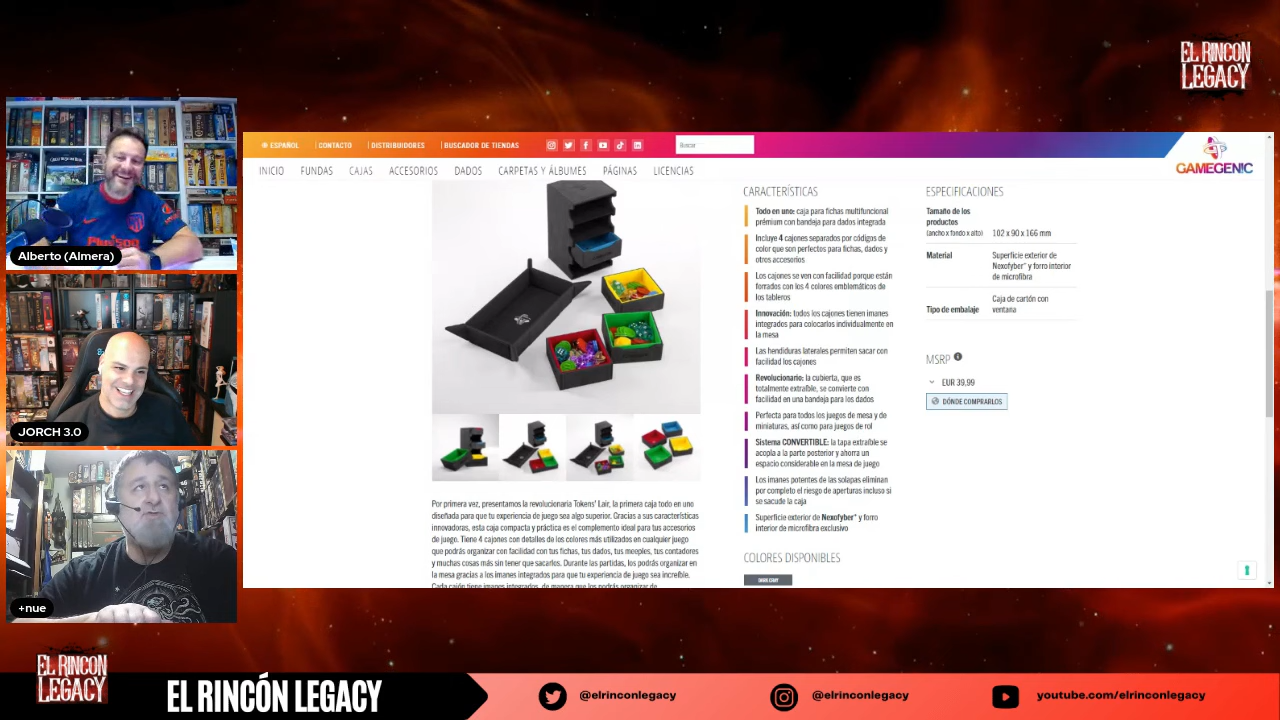 EL RINCÓN
LEGACY
ESPAÑOL
CONTACTO
DISTRIBUIDORES
BUSCADOR DE TIENDAS
Buscar
GAMEGENIC
INICIO
FUNDAS
CAJAS
ACCESORIOS
DADOS
CARPETAS Y ÁLBUMES
PÁGINAS
LICENCIAS
Alberto (Almera)
JORCH 3.0
+nue
Por primera vez, presentamos la revolucionaria Tokens' Lair, la primera caja todo en uno
diseñada para que tu experiencia de juego sea algo superior. Gracias a sus características
innovadoras, esta caja compacta y práctica es el complemento ideal para tus accesorios
de juego. Tiene 4 cajones con detalles de los colores más utilizados en cualquier juego
que podrás organizar con facilidad con tus fichas, tus dados, tus meeples, tus contadores
y muchas cosas más sin tener que sacarlos. Durante las partidas, los podrás organizar en
la mesa gracias a los imanes integrados para que tu experiencia de juego sea increíble.
Cada cajón tiene imanes integrados, de manera que los podrás organizar de
CARACTERÍSTICAS
Todo en uno: caja para fichas multifuncional
prémium con bandeja para dados integrada
Incluye 4 cajones separados por códigos de
color que son perfectos para fichas, dados y
otros accesorios
Los cajones se ven con facilidad porque están
forrados con los 4 colores emblemáticos de
los tableros
Innovación: todos los cajones tienen imanes
integrados para colocarlos individualmente en
la mesa
Las hendiduras laterales permiten sacar con
facilidad los cajones
Revolucionario: la cubierta, que es
totalmente extraíble, se convierte con
facilidad en una bandeja para los dados
Perfecta para todos los juegos de mesa y de
miniaturas, así como para juegos de rol
Sistema CONVERTIBLE: la tapa extraíble se
acopla a la parte posterior y ahorra un
espacio considerable en la mesa de juego
Los imanes potentes de las solapas eliminan
por completo el riesgo de aperturas incluso si
se sacude la caja
Superficie exterior de Nexofyber® y forro
interior de microfibra exclusivo
COLORES DISPONIBLES
ESPECIFICACIONES
Tamaño de los
productos
(ancho x fondo x alto) 102 x 90 x 166 mm
Material Superficie exterior de
Nexofyber™ y forro interior
de microfibra
Caja de cartón con
Tipo de embalaje ventana
MSRP
EUR 39,99
DÓNDE COMPRARLOS
EL RINCÓN
LEGACY
EL RINCÓN LEGACY
@elrinconlegacy
@elrinconlegacy
youtube.com/elrinconlegacy